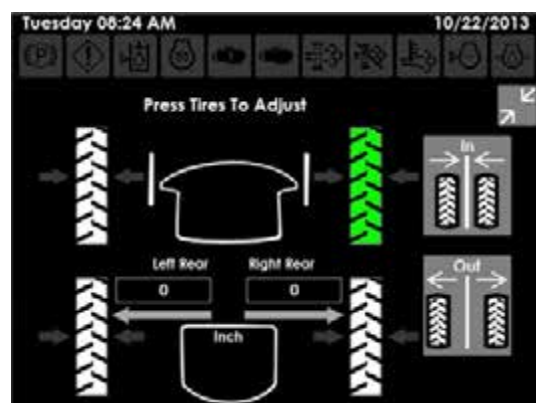 Tuesday 08:24 AM 10/22/2013
(P)
Press Tires To Adjust
In
Left Rear Right Rear
Out
0 0
Inch